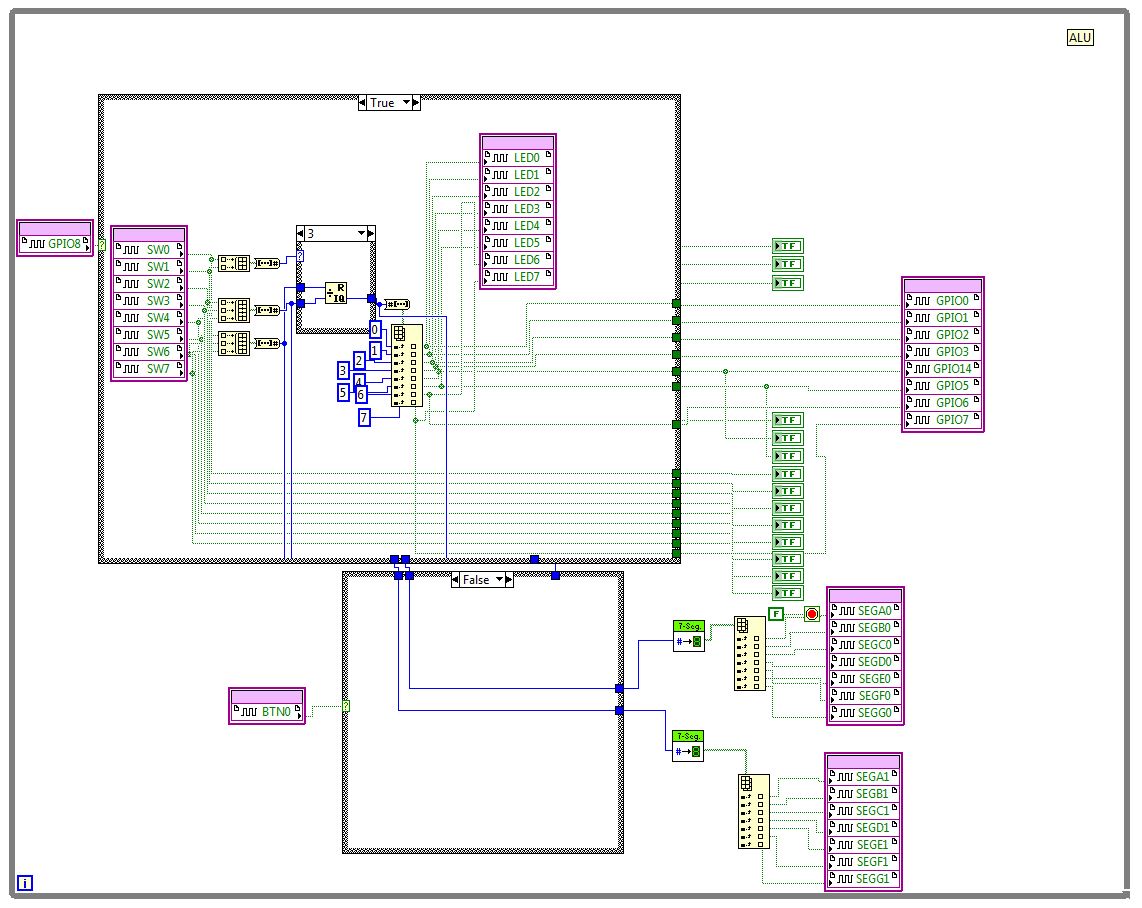 ALU
True
GPIO8
SW0
SW1
SW2
SW3
SW4
SW5
SW6
SW7
3
R
IQ
LED0
LED1
LED2
LED3
LED4
LED5
LED6
LED7
0
1
2
3
4
5
6
7
TF
TF
TF
GPIO0
GPIO1
GPIO2
GPIO3
GPIO14
GPIO5
GPIO6
GPIO7
TF
TF
TF
TF
TF
TF
TF
TF
TF
TF
TF
False
BTN0
7-Seg.
F
SEGA0
SEGB0
SEGC0
SEGD0
SEGE0
SEGF0
SEGG0
7-Seg.
SEGA1
SEGB1
SEGC1
SEGD1
SEGE1
SEGF1
SEGG1
i